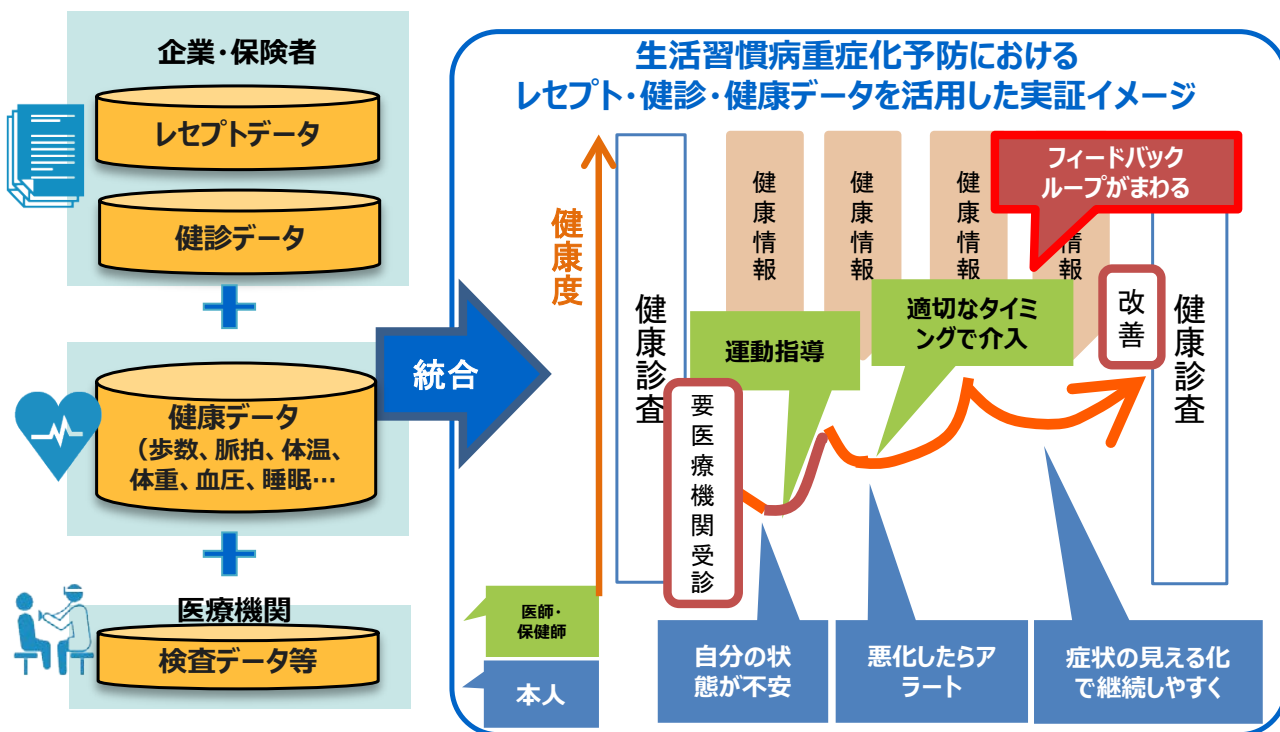 企業・保険者
レセプトデータ
健診データ
健康データ
（歩数、脈拍、体温、
体重、血圧、睡眠…
医療機関
検査データ等
統合
生活習慣病重症化予防における
レセプト・健診・健康データを活用した実証イメージ
健康度
健康診査
健康情報
健康情報
健康情報
情報
フィードバック
ループがまわる
運動指導
適切なタイミ
ングで介入
改善
健康診査
要医療機関受診
医師・
保健師
本人
自分の状
態が不安
悪化したらア
ラート
症状の見える化
で継続しやすく